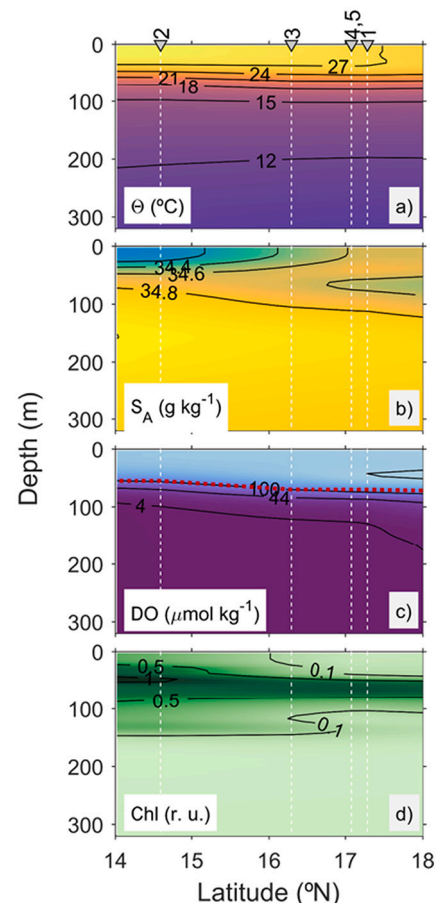 2 3 4,5 1
0
27
24
21
18
100
15
200
12
300
Θ (ºC)
a)
0
34.4
34.6
34.8
100
200
300
S_A (g kg⁻¹)
b)
Depth (m)
0
100
44
100
4
200
300
DO (μmol kg⁻¹)
c)
0
0.5
0.1
1
0.5
100
0.1
200
300
Chl (r. u.)
d)
14 15 16 17 18
Latitude (ºN)